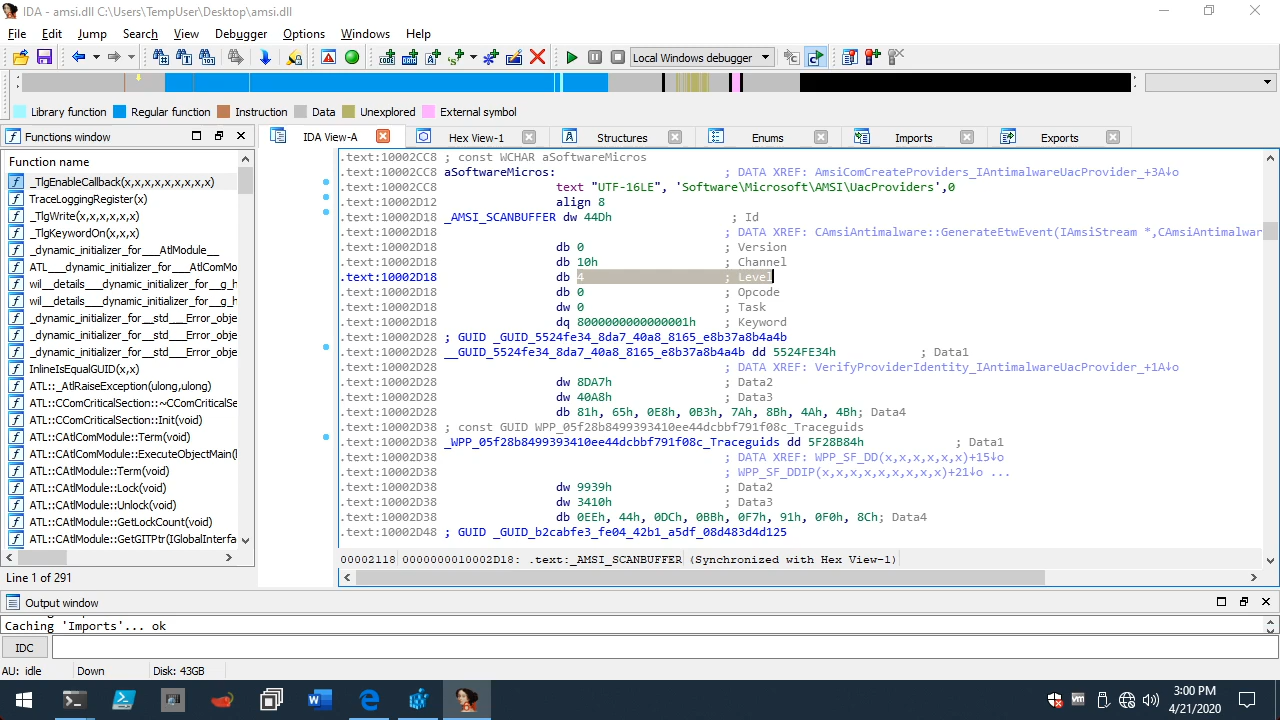 IDA - amsi.dll C:\Users\TempUser\Desktop\amsi.dll
File Edit Jump Search View Debugger Options Windows Help
Local Windows debugger
Library function Regular function Instruction Data Unexplored External symbol
Functions window
IDA View-A Hex View-1 Structures Enums Imports Exports
Function name
_TlgEnableCallback(x,x,x,x,x,x,x,x,x)
TraceLoggingRegister(x)
_TlgWrite(x,x,x,x,x,x)
_TlgKeywordOn(x,x,x)
_dynamic_initializer_for___AtlModule__
ATL___dynamic_initializer_for___AtlComMo
wil__details___dynamic_initializer_for__g_h
wil__details___dynamic_initializer_for__g_h
_dynamic_initializer_for__std___Error_obje
_dynamic_initializer_for__std___Error_obje
_dynamic_initializer_for__std___Error_obje
InlineIsEqualGUID(x,x)
ATL::_AtlRaiseException(ulong,ulong)
ATL::CComCriticalSection::~CComCriticalSe
ATL::CComCriticalSection::Init(void)
ATL::CAtlComModule::Term(void)
ATL::CAtlComModule::ExecuteObjectMain(
ATL::CAtlModule::Term(void)
ATL::CAtlModule::Lock(void)
ATL::CAtlModule::Unlock(void)
ATL::CAtlModule::GetLockCount(void)
ATL::CAtlModule::GetGITPtr(IGlobalInterfa
Line 1 of 291
.text:10002CC8 ; const WCHAR aSoftwareMicros
.text:10002CC8 aSoftwareMicros: ; DATA XREF: AmsiComCreateProviders_IAntimalwareUacProvider_+3A↓o
.text:10002CC8 text "UTF-16LE", 'Software\Microsoft\AMSI\UacProviders',0
.text:10002D12 align 8
.text:10002D18 _AMSI_SCANBUFFER dw 44Dh ; Id
.text:10002D18 ; DATA XREF: CAmsiAntimalware::GenerateEtwEvent(IAmsiStream *,CAmsiAntimalwar
.text:10002D18 db 0 ; Version
.text:10002D18 db 10h ; Channel
.text:10002D18 db 4 ; Level
.text:10002D18 db 0 ; Opcode
.text:10002D18 dw 0 ; Task
.text:10002D18 dq 8000000000000001h ; Keyword
.text:10002D28 ; GUID _GUID_5524fe34_8da7_40a8_8165_e8b37a8b4a4b
.text:10002D28 __GUID_5524fe34_8da7_40a8_8165_e8b37a8b4a4b dd 5524FE34h ; Data1
.text:10002D28 ; DATA XREF: VerifyProviderIdentity_IAntimalwareUacProvider_+1A↓o
.text:10002D28 dw 8DA7h ; Data2
.text:10002D28 dw 40A8h ; Data3
.text:10002D28 db 81h, 65h, 0E8h, 0B3h, 7Ah, 8Bh, 4Ah, 4Bh; Data4
.text:10002D38 ; const GUID WPP_05f28b8499393410ee44dcbbf791f08c_Traceguids
.text:10002D38 _WPP_05f28b8499393410ee44dcbbf791f08c_Traceguids dd 5F28B84h ; Data1
.text:10002D38 ; DATA XREF: WPP_SF_DD(x,x,x,x,x,x)+15↓o
.text:10002D38 ; WPP_SF_DDIP(x,x,x,x,x,x,x,x)+21↓o ...
.text:10002D38 dw 9939h ; Data2
.text:10002D38 dw 3410h ; Data3
.text:10002D38 db 0EEh, 44h, 0DCh, 0BBh, 0F7h, 91h, 0F0h, 8Ch; Data4
.text:10002D48 ; GUID _GUID_b2cabfe3_fe04_42b1_a5df_08d483d4d125
00002118 0000000010002D18: .text:_AMSI_SCANBUFFER (Synchronized with Hex View-1)
Output window
Caching 'Imports'... ok
IDC
AU: idle Down Disk: 43GB
3:00 PM
4/21/2020